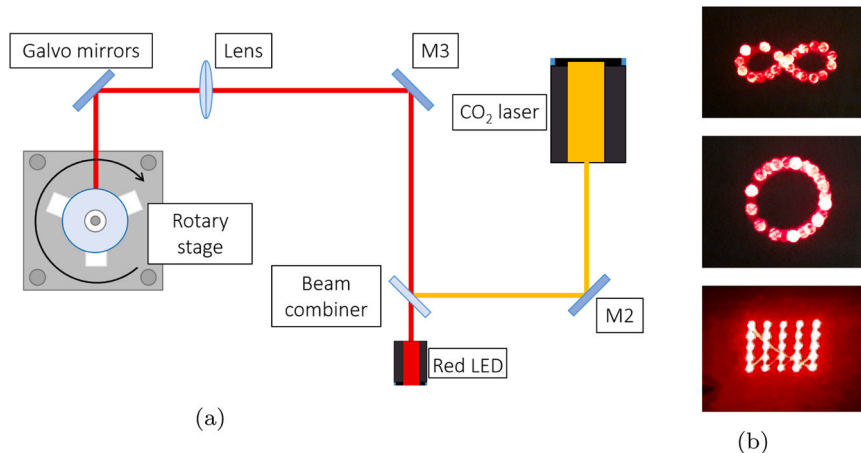 Galvo mirrors
Lens
M3
CO₂ laser
Rotary
stage
Beam
combiner
M2
Red LED
(a)
(b)